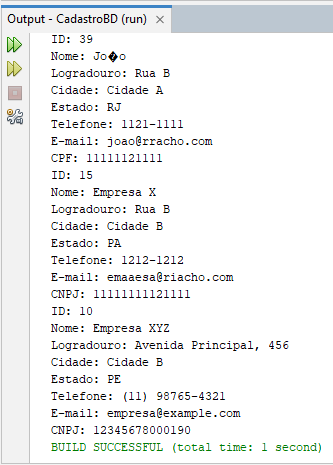 Output - CadastroBD (run) ×
ID: 39
Nome: Jo�o
Logradouro: Rua B
Cidade: Cidade A
Estado: RJ
Telefone: 1121-1111
E-mail: joao@rracho.com
CPF: 11111121111
ID: 15
Nome: Empresa X
Logradouro: Rua B
Cidade: Cidade B
Estado: PA
Telefone: 1212-1212
E-mail: emaaesa@riacho.com
CNPJ: 11111111121111
ID: 10
Nome: Empresa XYZ
Logradouro: Avenida Principal, 456
Cidade: Cidade B
Estado: PE
Telefone: (11) 98765-4321
E-mail: empresa@example.com
CNPJ: 12345678000190
BUILD SUCCESSFUL (total time: 1 second)